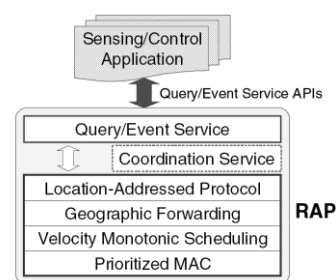 Sensing/Control
Application
Query/Event Service APIs
Query/Event Service
Coordination Service
Location-Addressed Protocol
Geographic Forwarding
RAP
Velocity Monotonic Scheduling
Prioritized MAC